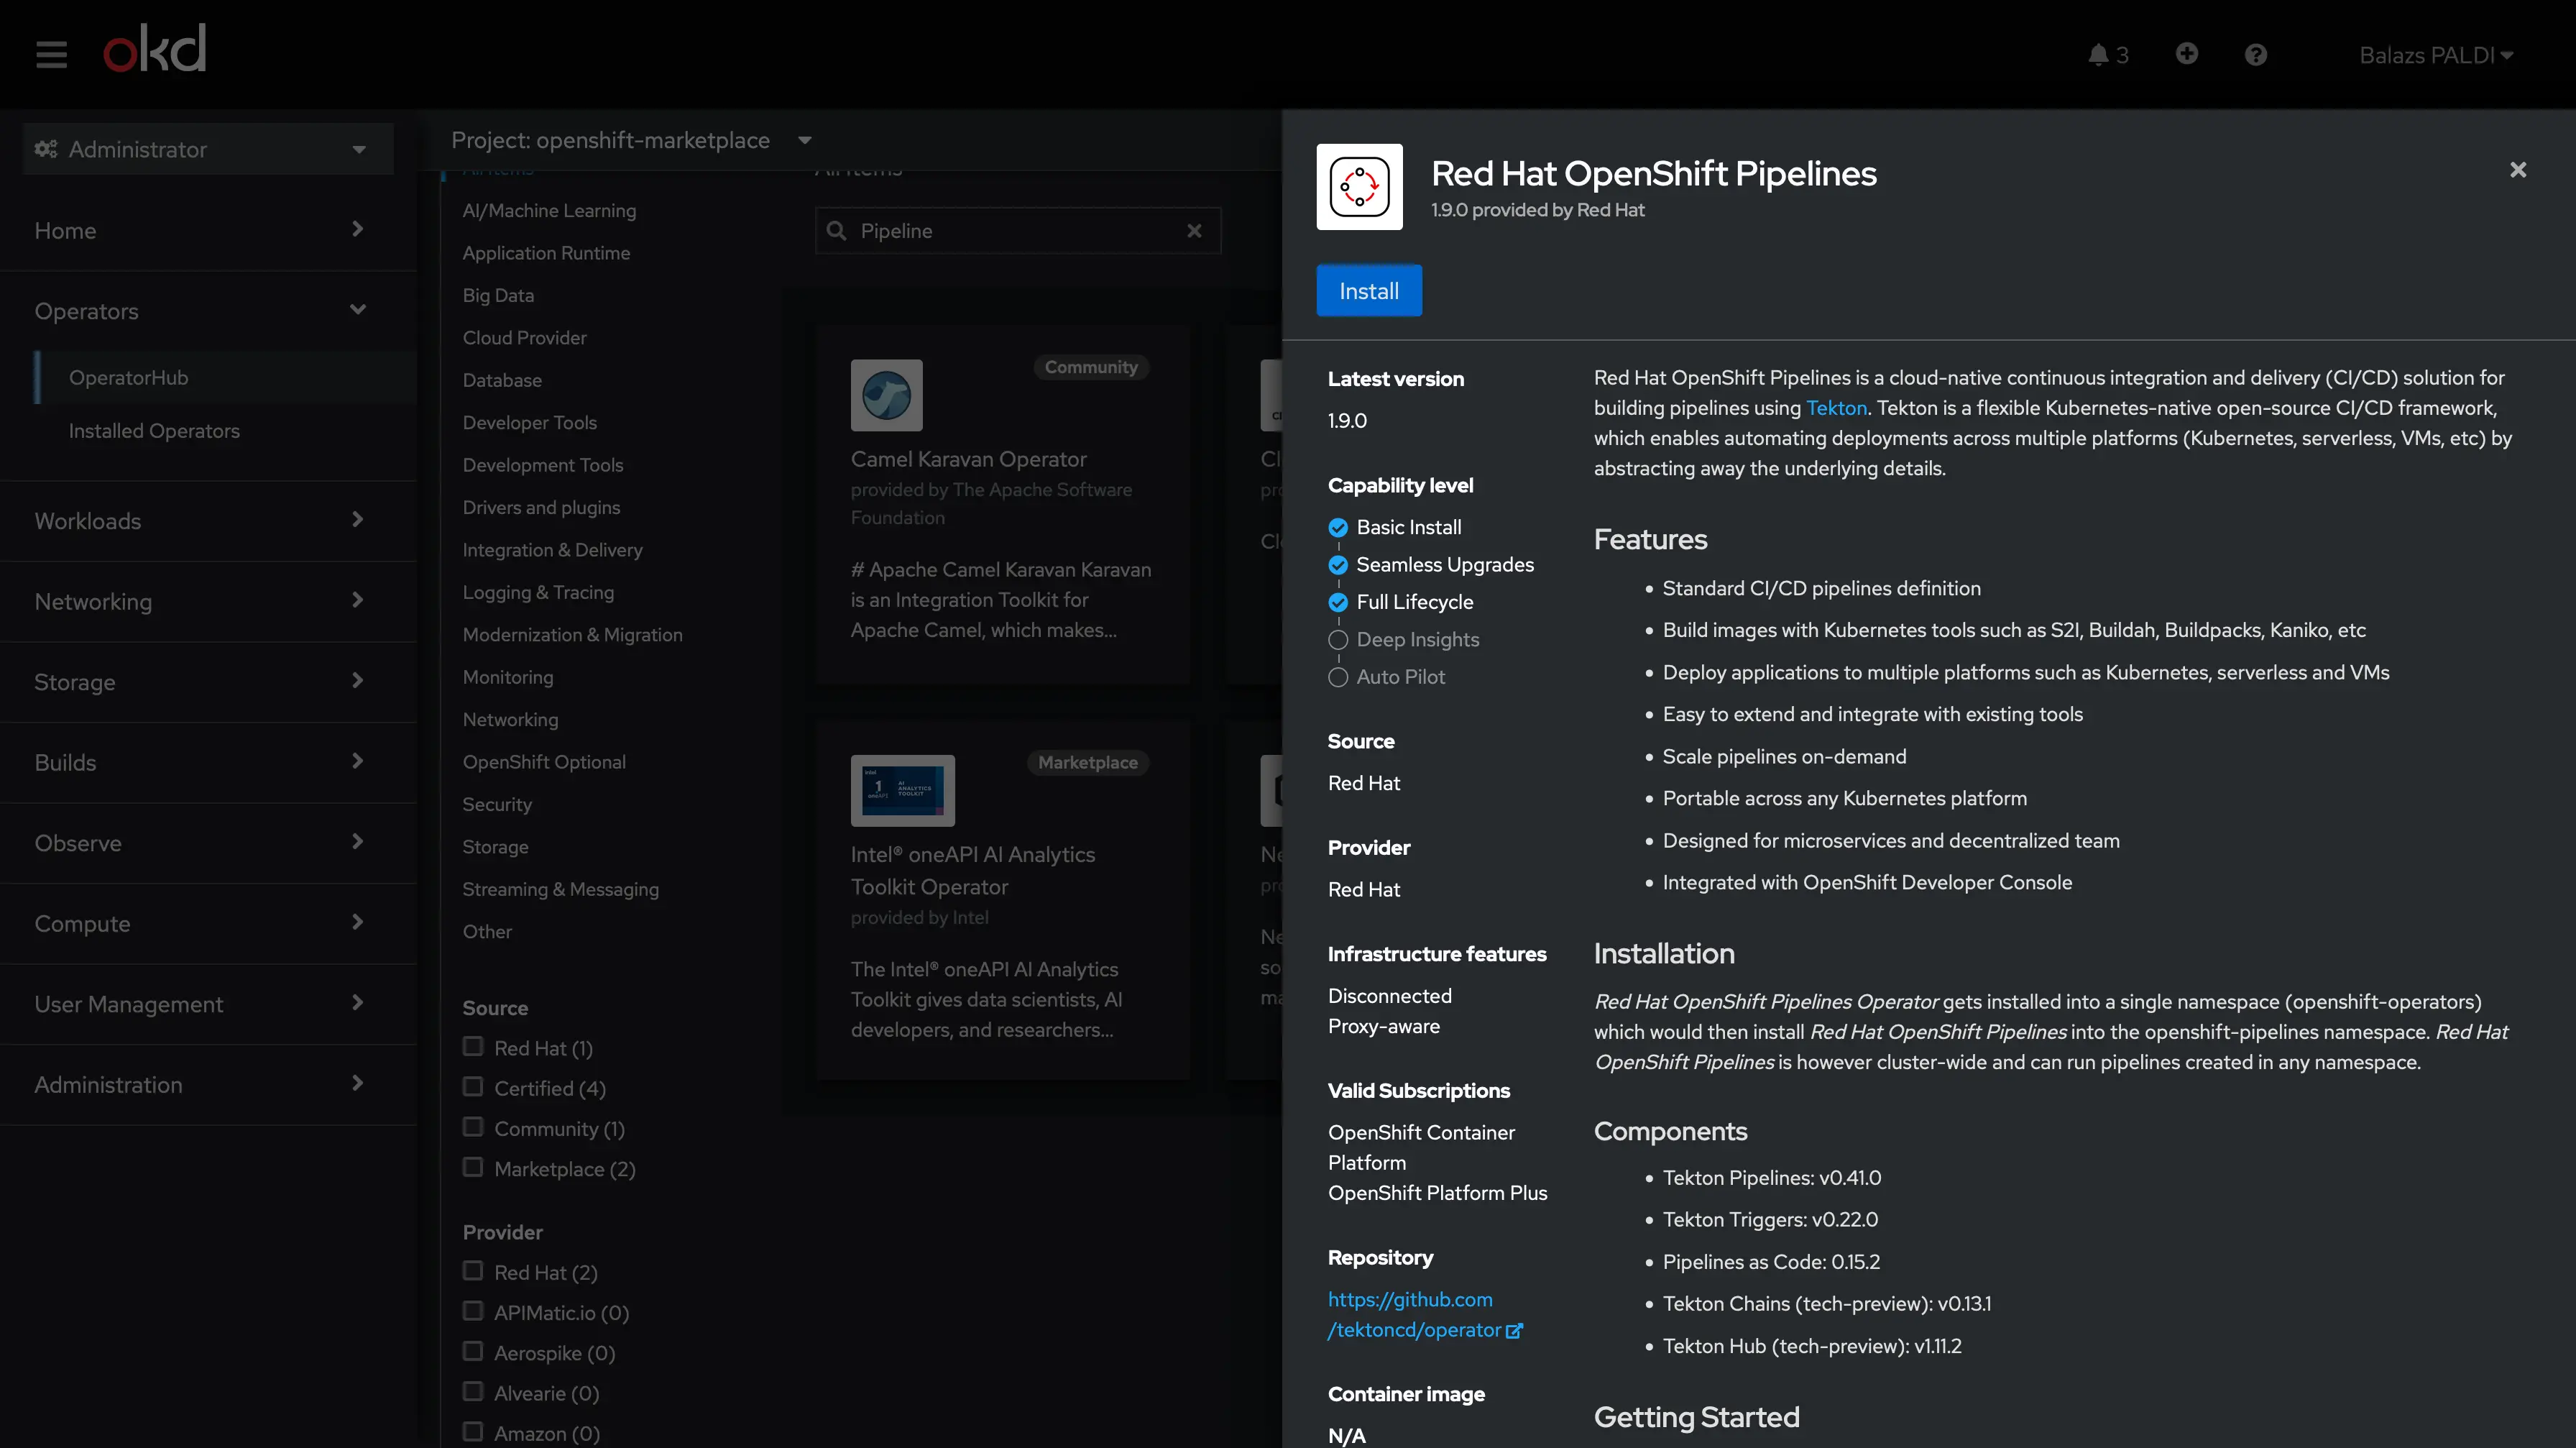 okd
3
Balazs PALDI
Administrator
Home
Operators
OperatorHub
Installed Operators
Workloads
Networking
Storage
Builds
Observe
Compute
User Management
Administration
Project: openshift-marketplace
All Items
AI/Machine Learning
Application Runtime
Big Data
Cloud Provider
Database
Developer Tools
Development Tools
Drivers and plugins
Integration & Delivery
Logging & Tracing
Modernization & Migration
Monitoring
Networking
OpenShift Optional
Security
Storage
Streaming & Messaging
Other
Source
Red Hat (1)
Certified (4)
Community (1)
Marketplace (2)
Provider
Red Hat (2)
APIMatic.io (0)
Aerospike (0)
Alvearie (0)
Amazon (0)
All Items
Pipeline
Community
Camel Karavan Operator
provided by The Apache Software
Foundation
# Apache Camel Karavan Karavan
is an Integration Toolkit for
Apache Camel, which makes...
Marketplace
intel
1
oneAPI
AI
ANALYTICS
TOOLKIT
Intel® oneAPI AI Analytics
Toolkit Operator
provided by Intel
The Intel® oneAPI AI Analytics
Toolkit gives data scientists, AI
developers, and researchers...
Red Hat OpenShift Pipelines
1.9.0 provided by Red Hat
Install
Latest version
1.9.0
Capability level
Basic Install
Seamless Upgrades
Full Lifecycle
Deep Insights
Auto Pilot
Source
Red Hat
Provider
Red Hat
Infrastructure features
Disconnected
Proxy-aware
Valid Subscriptions
OpenShift Container
Platform
OpenShift Platform Plus
Repository
https://github.com
/tektoncd/operator
Container image
N/A
Red Hat OpenShift Pipelines is a cloud-native continuous integration and delivery (CI/CD) solution for
building pipelines using Tekton. Tekton is a flexible Kubernetes-native open-source CI/CD framework,
which enables automating deployments across multiple platforms (Kubernetes, serverless, VMs, etc) by
abstracting away the underlying details.
Features
• Standard CI/CD pipelines definition
• Build images with Kubernetes tools such as S2I, Buildah, Buildpacks, Kaniko, etc
• Deploy applications to multiple platforms such as Kubernetes, serverless and VMs
• Easy to extend and integrate with existing tools
• Scale pipelines on-demand
• Portable across any Kubernetes platform
• Designed for microservices and decentralized team
• Integrated with OpenShift Developer Console
Installation
Red Hat OpenShift Pipelines Operator gets installed into a single namespace (openshift-operators)
which would then install Red Hat OpenShift Pipelines into the openshift-pipelines namespace. Red Hat
OpenShift Pipelines is however cluster-wide and can run pipelines created in any namespace.
Components
• Tekton Pipelines: v0.41.0
• Tekton Triggers: v0.22.0
• Pipelines as Code: 0.15.2
• Tekton Chains (tech-preview): v0.13.1
• Tekton Hub (tech-preview): v1.11.2
Getting Started